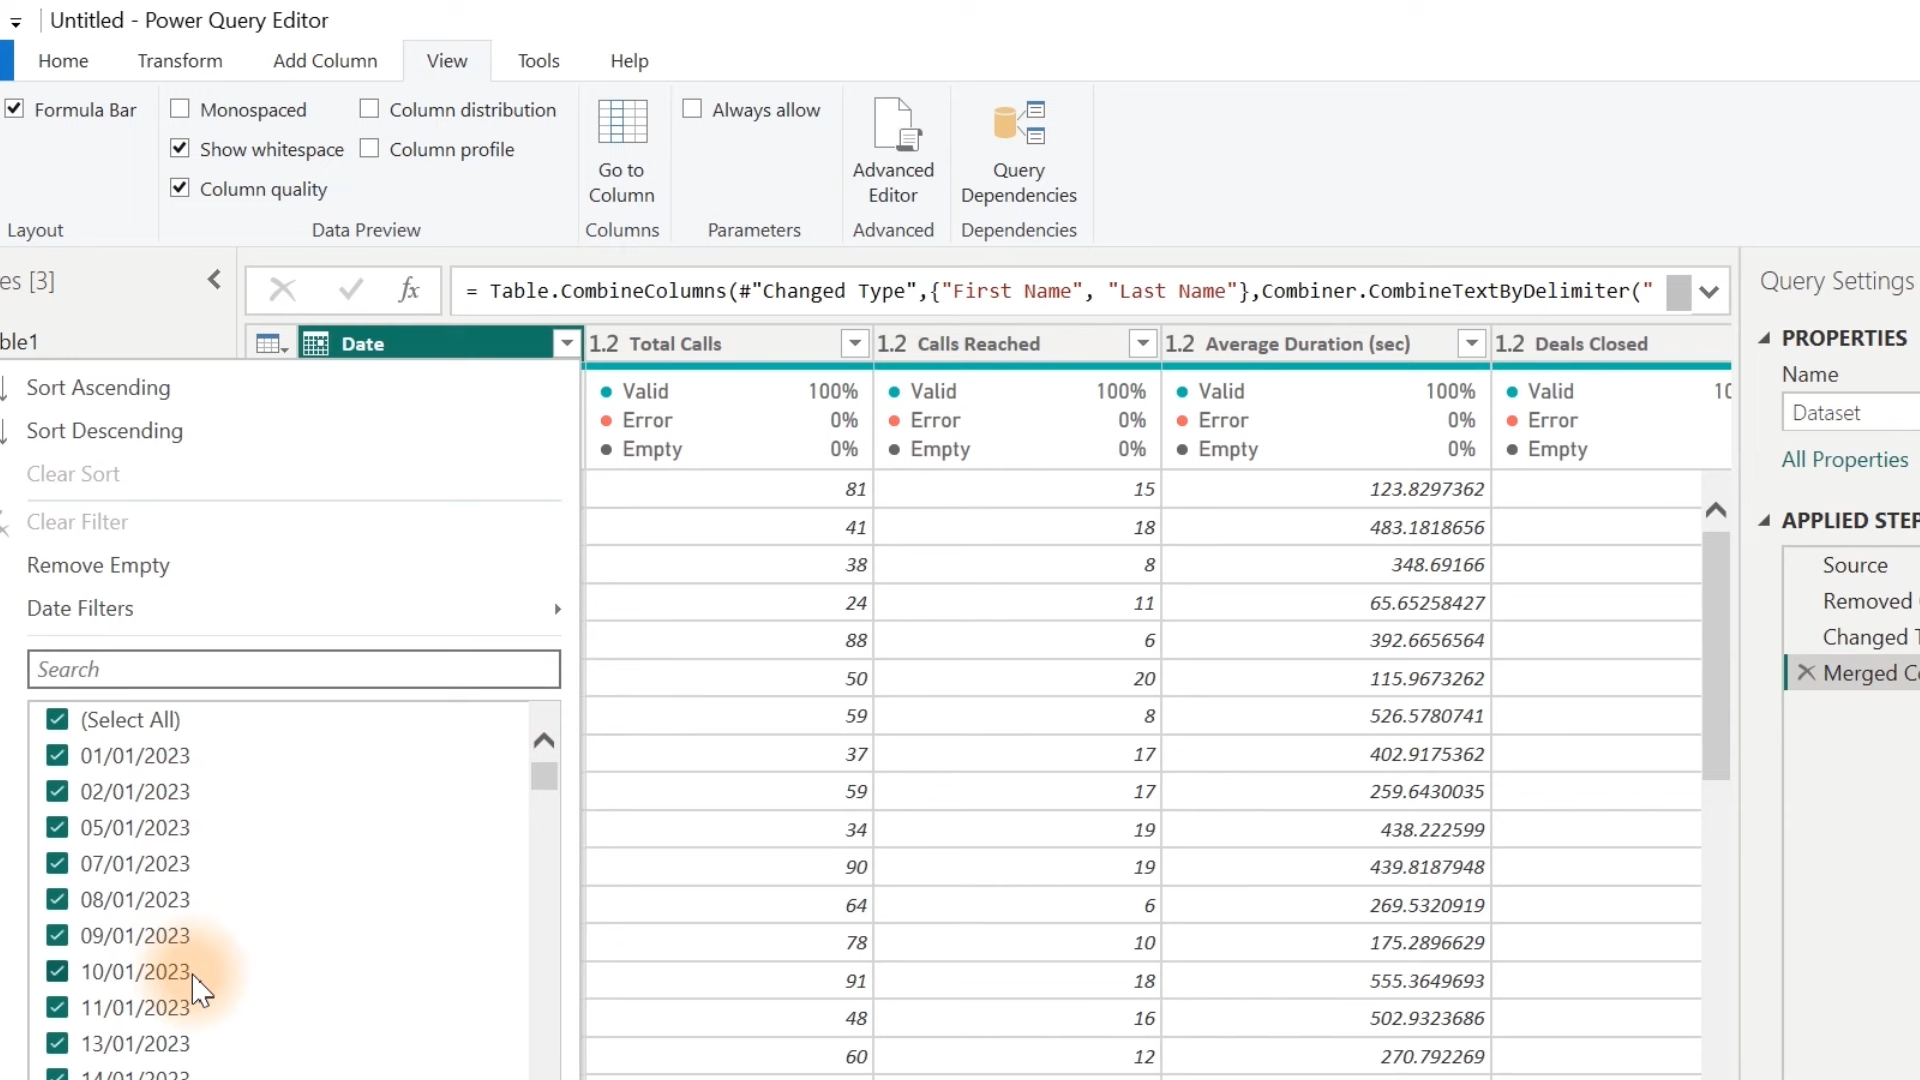 Untitled - Power Query Editor
Home Transform Add Column View Tools Help
Formula Bar
Monospaced
Show whitespace
Column quality
Column distribution
Column profile
Go to
Column
Always allow
Advanced
Editor
Query
Dependencies
Layout Data Preview Columns Parameters Advanced Dependencies
es [3]
fx
= Table.CombineColumns(#"Changed Type",{"First Name", "Last Name"},Combiner.CombineTextByDelimiter("
ble1
Date
Sort Ascending
Sort Descending
Clear Sort
Clear Filter
Remove Empty
Date Filters
Search
(Select All)
01/01/2023
02/01/2023
05/01/2023
07/01/2023
08/01/2023
09/01/2023
10/01/2023
11/01/2023
13/01/2023
14/01/2023
1.2 Total Calls 1.2 Calls Reached 1.2 Average Duration (sec) 1.2 Deals Closed
Valid 100% Valid 100% Valid 100% Valid 10
Error 0% Error 0% Error 0% Error
Empty 0% Empty 0% Empty 0% Empty
81 15 123.8297362
41 18 483.1818656
38 8 348.69166
24 11 65.65258427
88 6 392.6656564
50 20 115.9673262
59 8 526.5780741
37 17 402.9175362
59 17 259.6430035
34 19 438.222599
90 19 439.8187948
64 6 269.5320919
78 10 175.2896629
91 18 555.3649693
48 16 502.9323686
60 12 270.792269
Query Settings
PROPERTIES
Name
Dataset
All Properties
APPLIED STEP
Source
Removed
Changed T
Merged Co